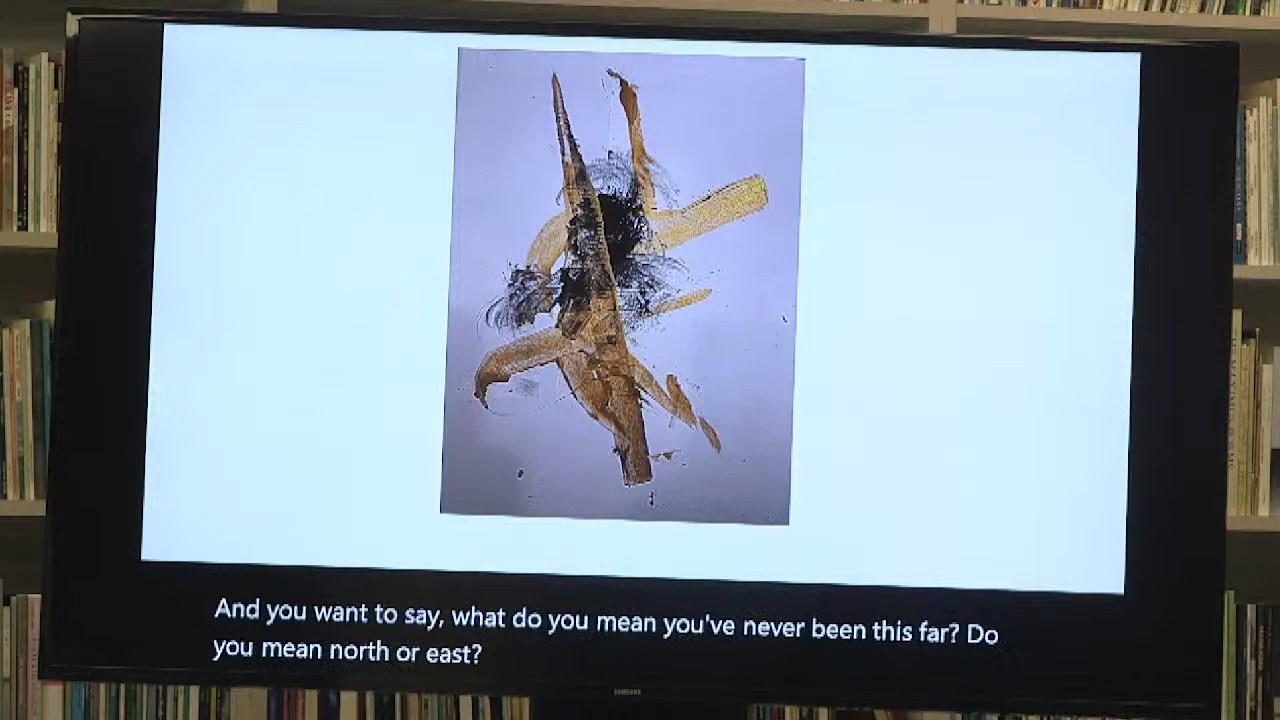 And you want to say, what do you mean you've never been this far? Do
you mean north or east?
SAMSUNG